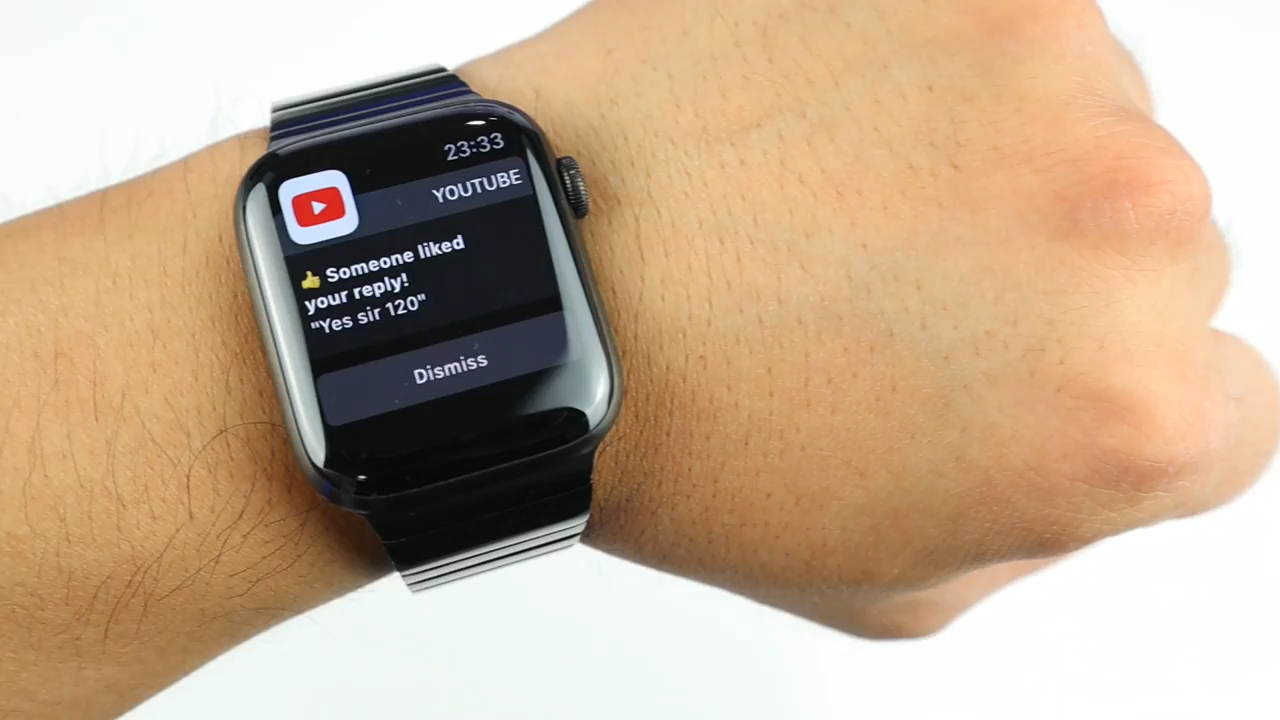 23:33
YOUTUBE
👍 Someone liked
your reply!
"Yes sir 120"
Dismiss